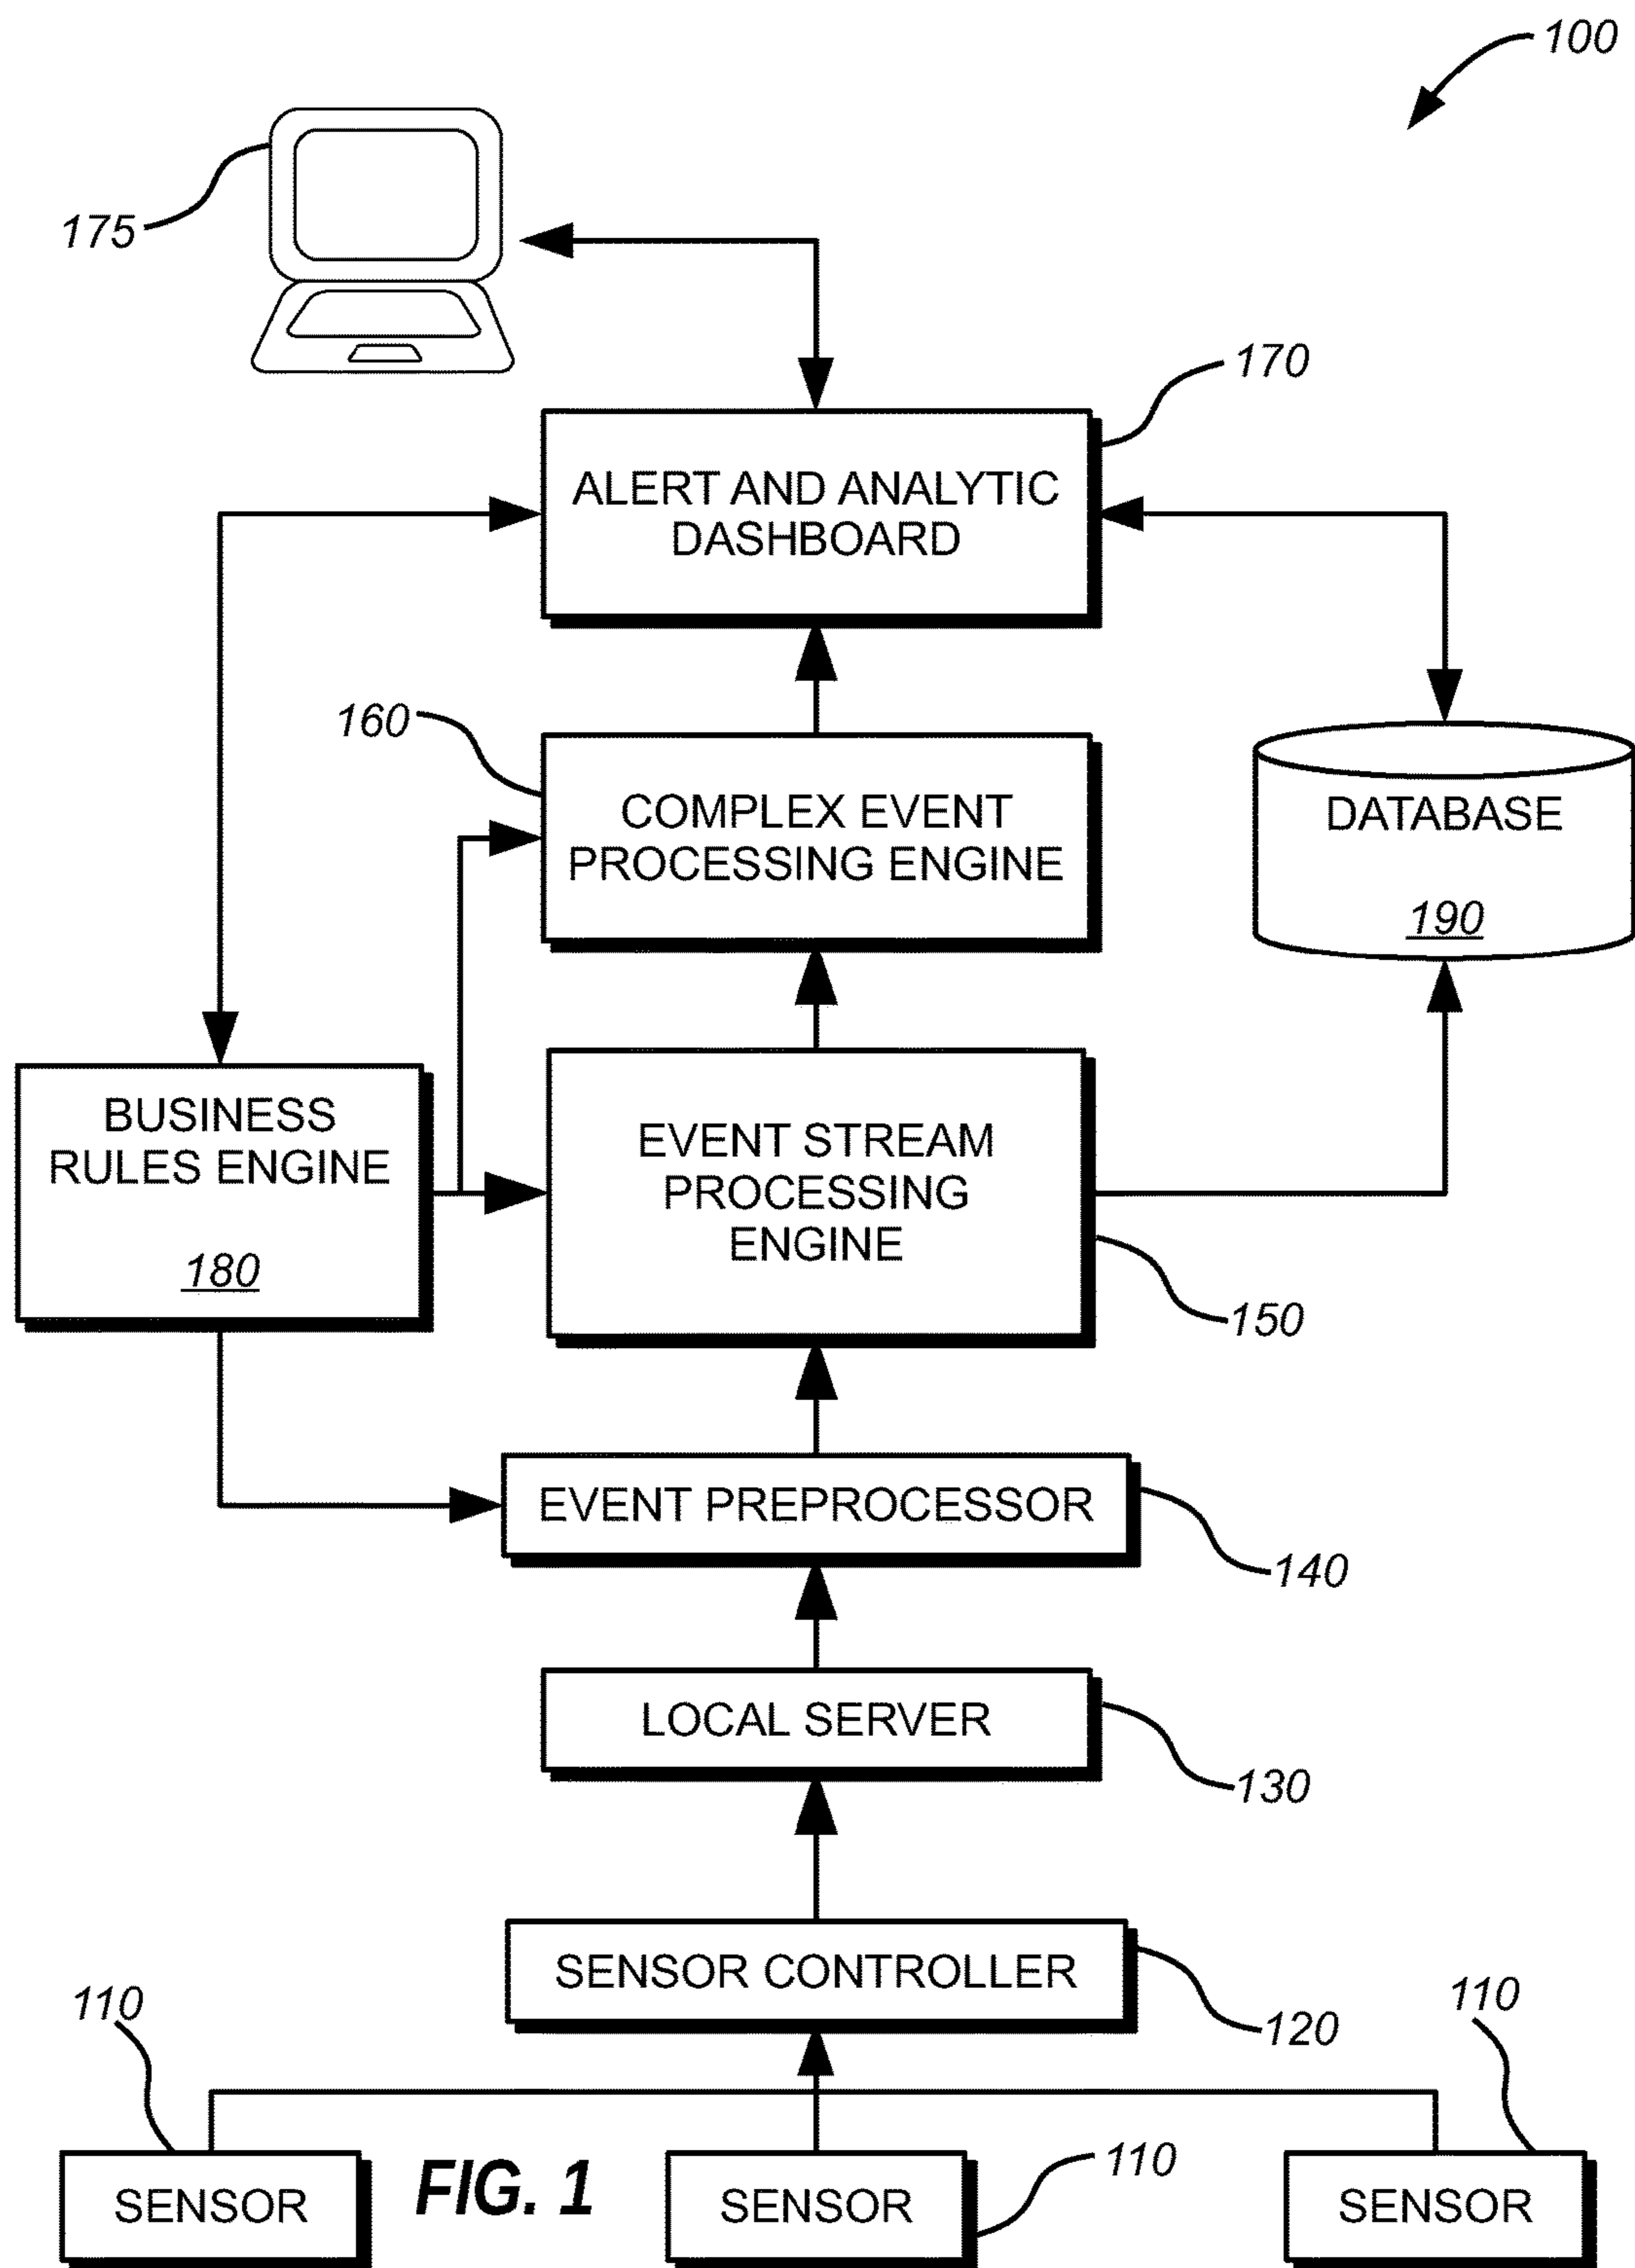 100
175
170
ALERT AND ANALYTIC
DASHBOARD
160
COMPLEX EVENT
PROCESSING ENGINE
DATABASE
190
BUSINESS
RULES ENGINE
180
EVENT STREAM
PROCESSING
ENGINE
150
EVENT PREPROCESSOR
140
LOCAL SERVER
130
SENSOR CONTROLLER
120
110
110
SENSOR
FIG. 1
SENSOR
110
SENSOR